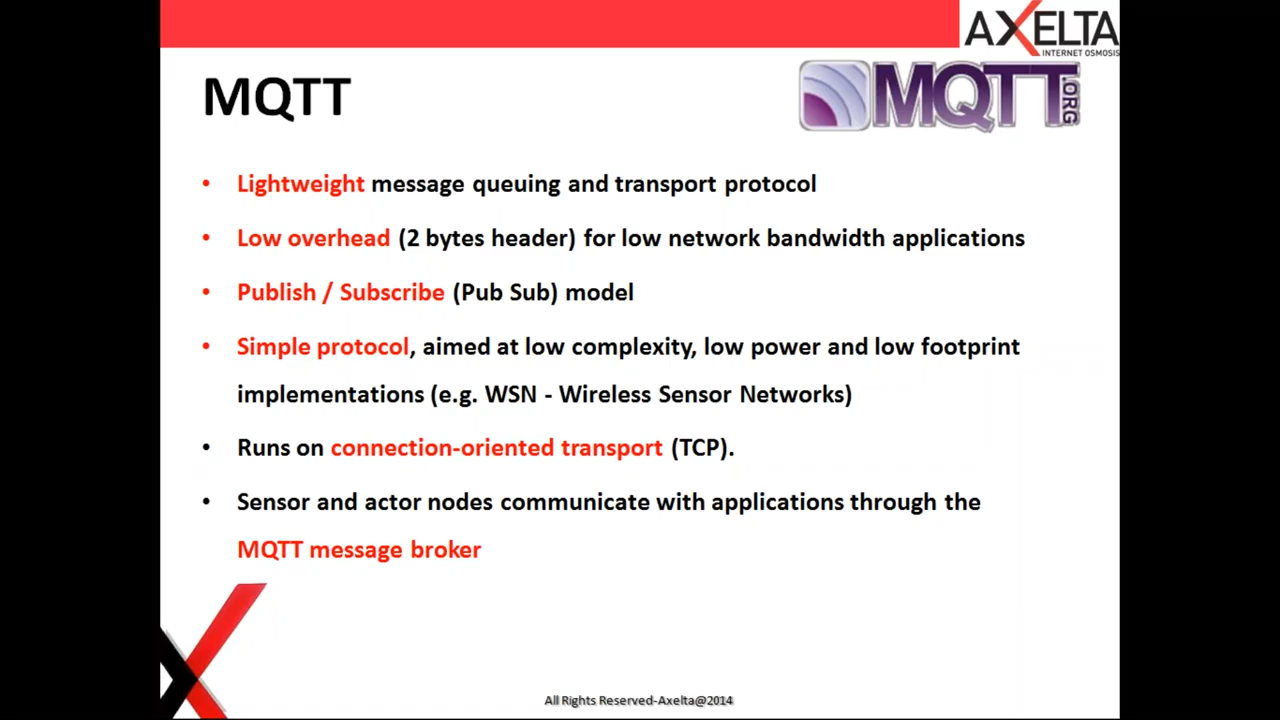 AXELTA
INTERNET OSMOSIS
MQTT
MQTT.ORG
• Lightweight message queuing and transport protocol
• Low overhead (2 bytes header) for low network bandwidth applications
• Publish / Subscribe (Pub Sub) model
• Simple protocol, aimed at low complexity, low power and low footprint
implementations (e.g. WSN - Wireless Sensor Networks)
• Runs on connection-oriented transport (TCP).
• Sensor and actor nodes communicate with applications through the
MQTT message broker
All Rights Reserved-Axelta@2014